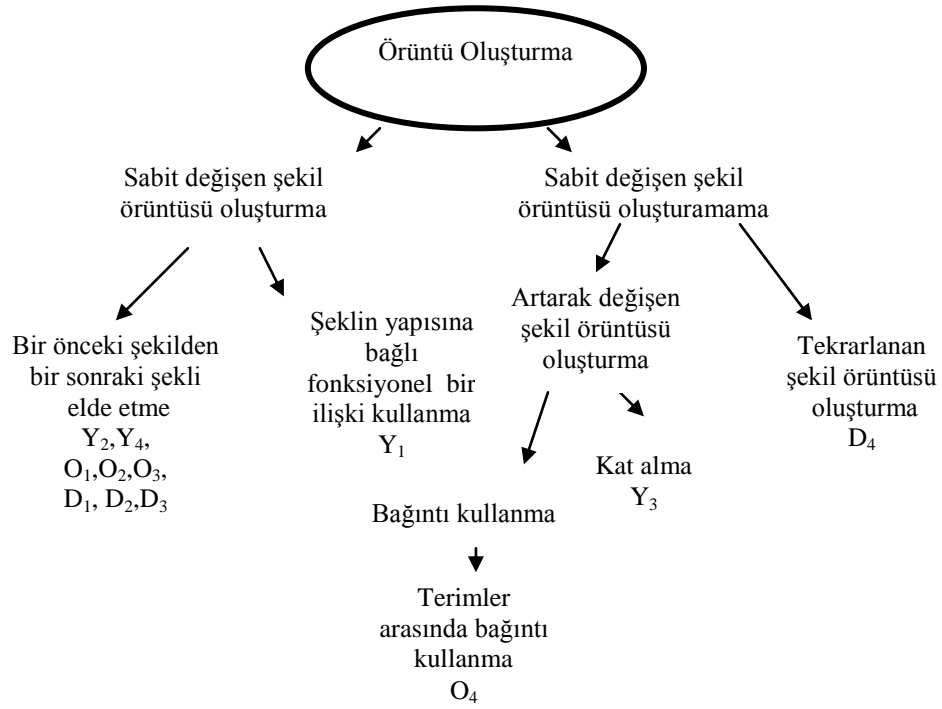 Örüntü Oluşturma
Sabit değişen şekil
örüntüsü oluşturma
Sabit değişen şekil
örüntüsü oluşturamama
Bir önceki şekilden
bir sonraki şekli
elde etme
Y2,Y4,
O1,O2,O3,
D1, D2,D3
Şeklin yapısına
bağlı
fonksiyonel bir
ilişki kullanma
Y1
Artarak değişen
şekil örüntüsü
oluşturma
Tekrarlanan
şekil örüntüsü
oluşturma
D4
Kat alma
Y3
Bağıntı kullanma
Terimler
arasında bağıntı
kullanma
O4